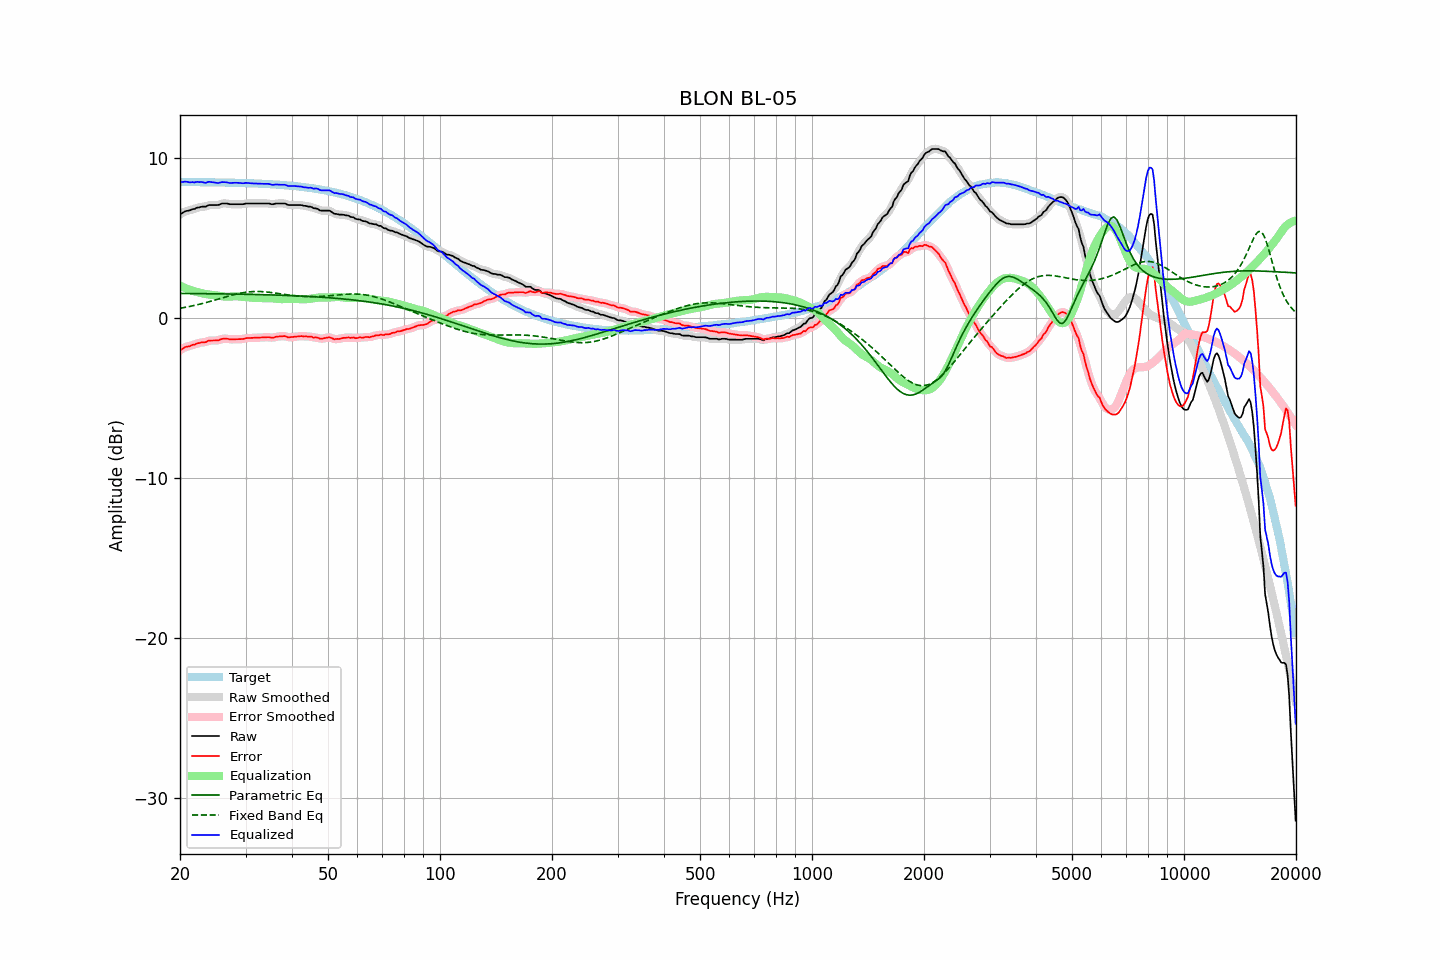 BLON BL-05
Amplitude (dBr)
10
0
−10
−20
−30
Target
Raw Smoothed
Error Smoothed
Raw
Error
Equalization
Parametric Eq
Fixed Band Eq
Equalized
20 50 100 200 500 1000 2000 5000 10000 20000
Frequency (Hz)